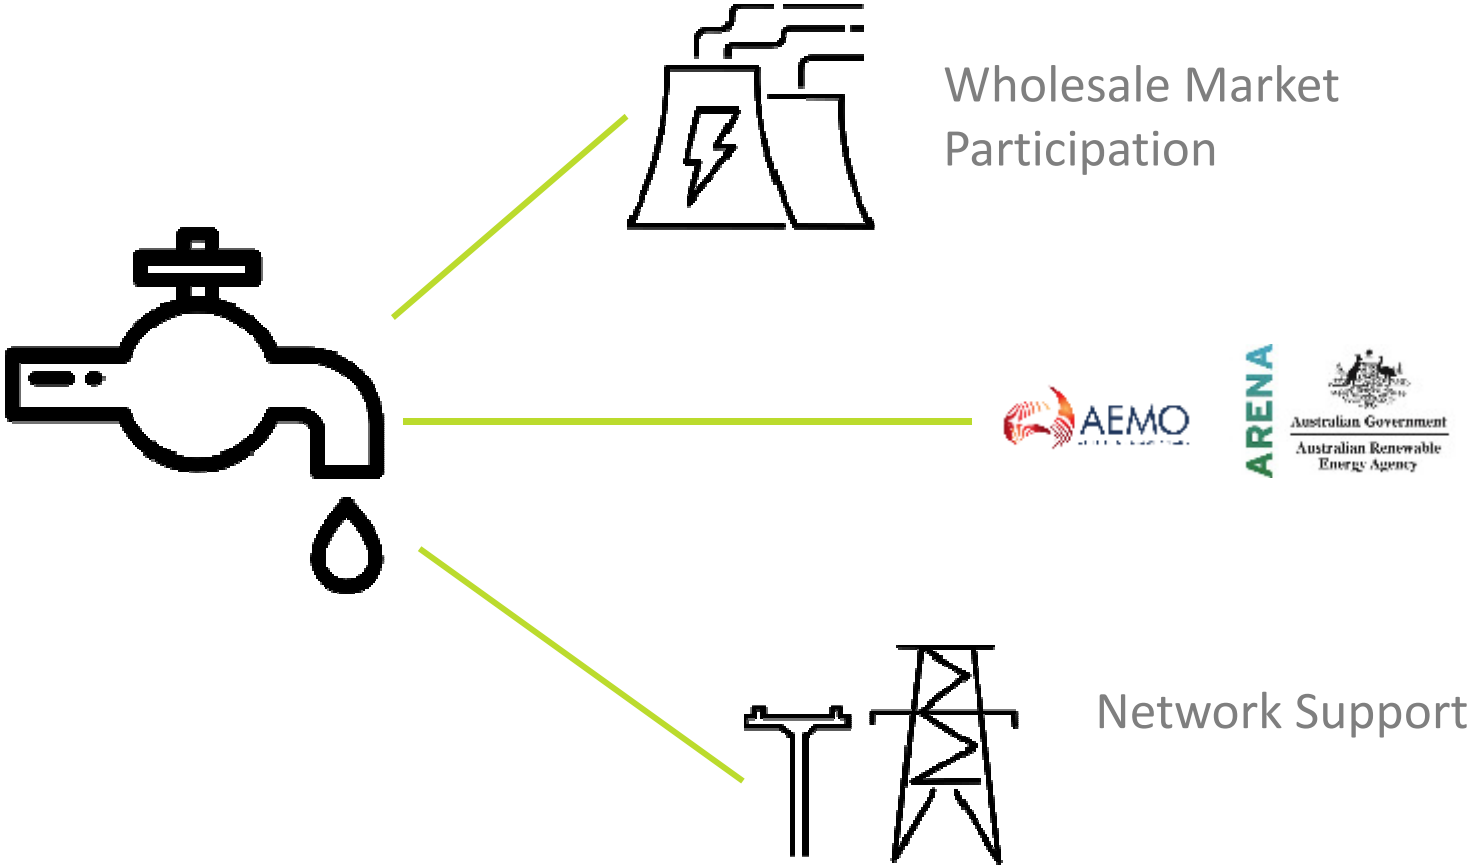 Wholesale Market
Participation
AEMO
ARENA
Australian Government
Australian Renewable
Energy Agency
Network Support